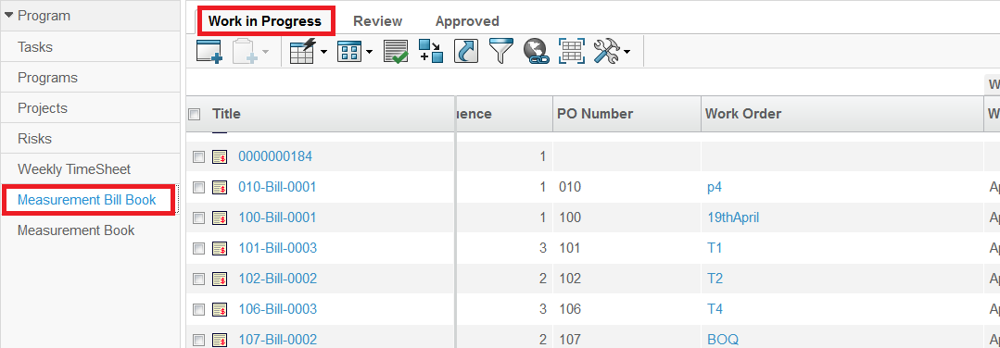 Program
Tasks
Programs
Projects
Risks
Weekly TimeSheet
Measurement Bill Book
Measurement Book
Work in Progress Review Approved
W
Title uence PO Number Work Order W
0000000184 1
010-Bill-0001 1 010 p4 Ap
100-Bill-0001 1 100 19thApril Ap
101-Bill-0003 3 101 T1 Ap
102-Bill-0002 2 102 T2 Ap
106-Bill-0003 3 106 T4 Ap
107-Bill-0002 2 107 BOQ Ap